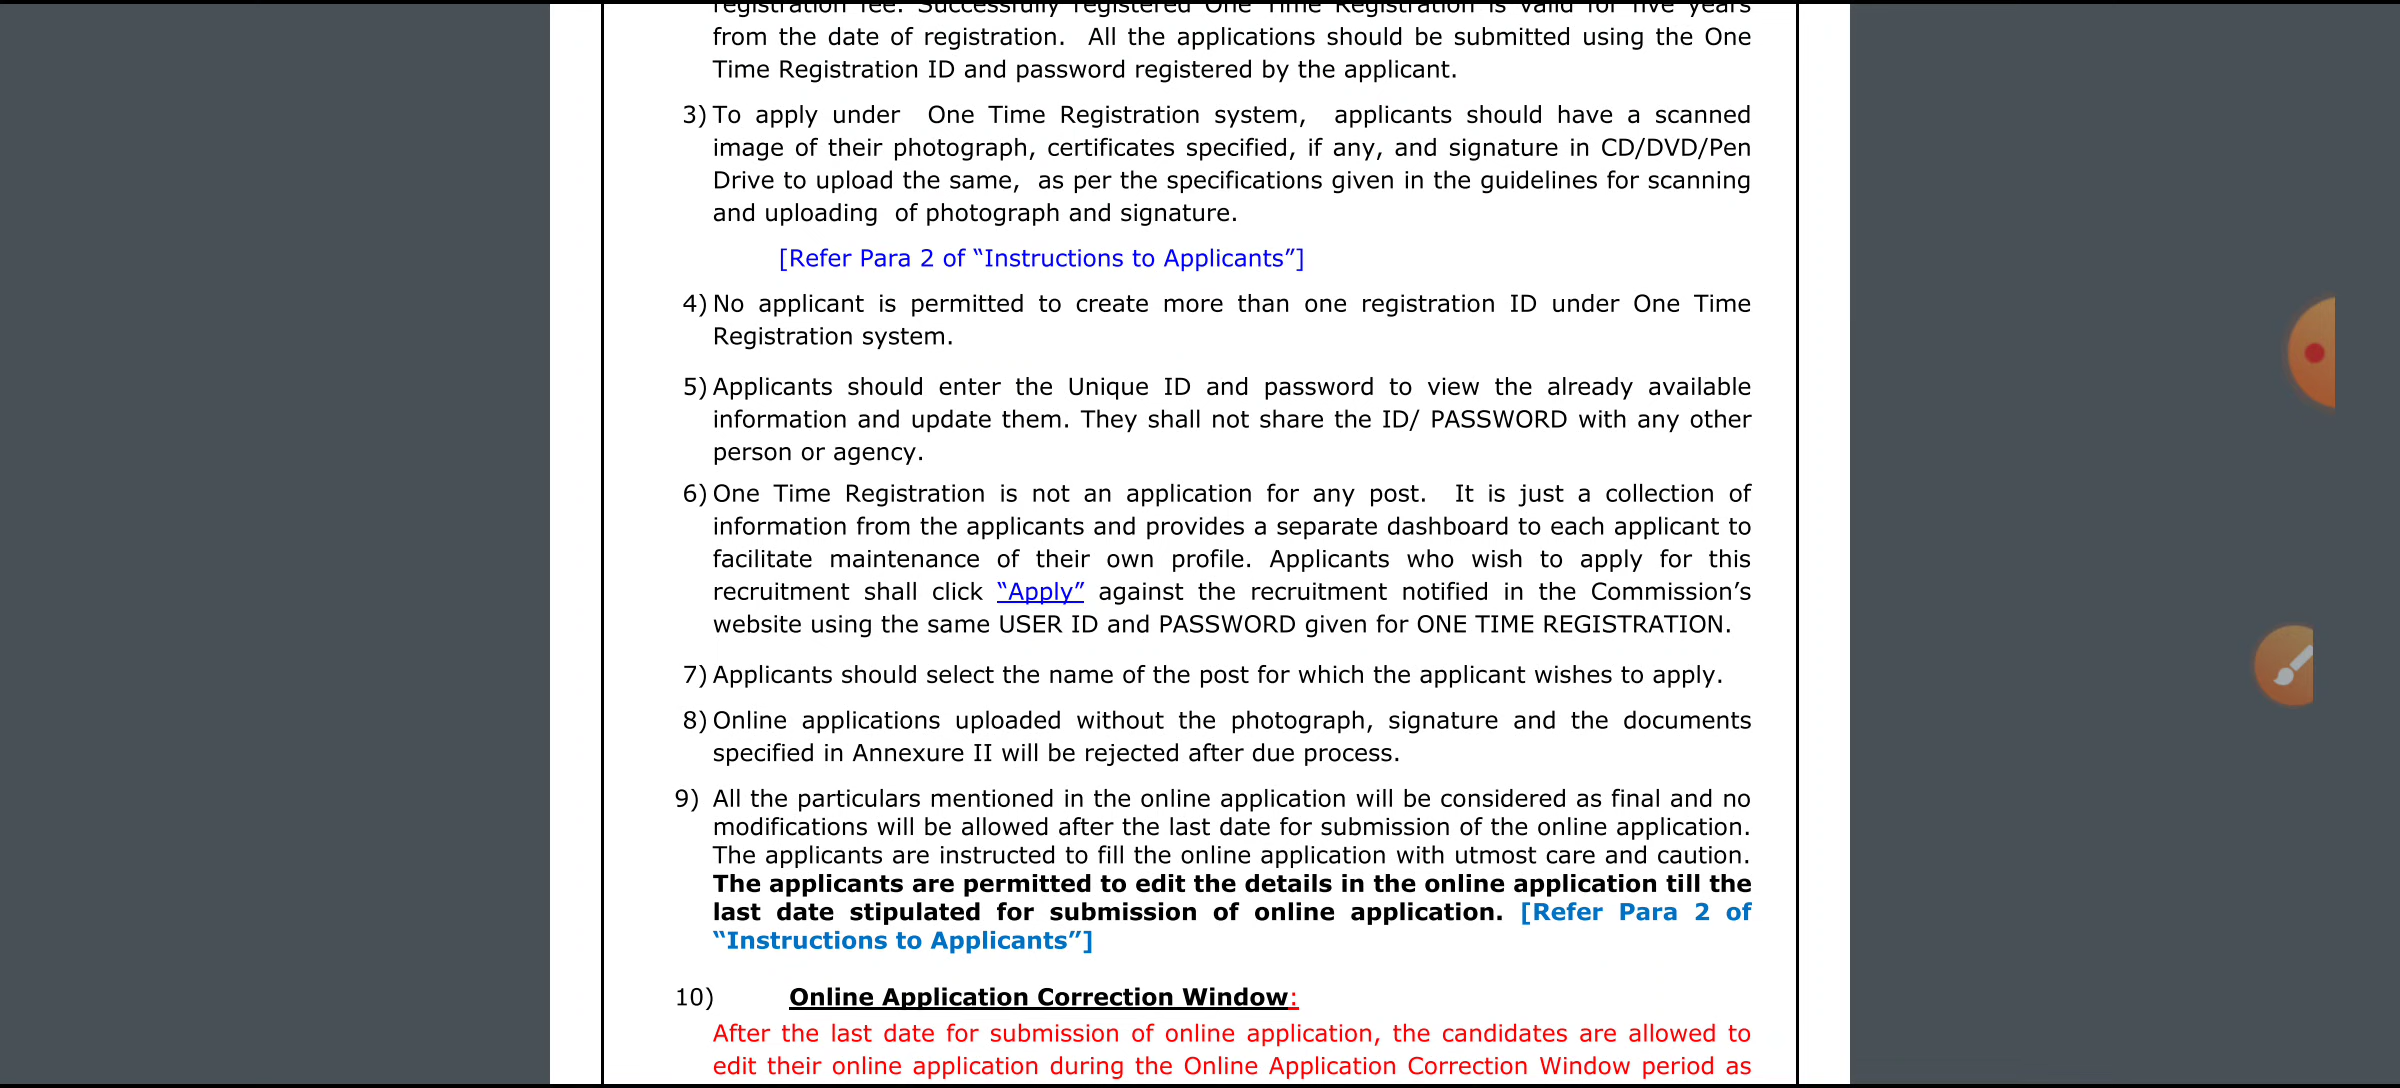 registration fee. Successfully registered One Time Registration is valid for five years
from the date of registration. All the applications should be submitted using the One
Time Registration ID and password registered by the applicant.
3) To apply under One Time Registration system, applicants should have a scanned
image of their photograph, certificates specified, if any, and signature in CD/DVD/Pen
Drive to upload the same, as per the specifications given in the guidelines for scanning
and uploading of photograph and signature.
[Refer Para 2 of “Instructions to Applicants”]
4) No applicant is permitted to create more than one registration ID under One Time
Registration system.
5) Applicants should enter the Unique ID and password to view the already available
information and update them. They shall not share the ID/ PASSWORD with any other
person or agency.
6) One Time Registration is not an application for any post. It is just a collection of
information from the applicants and provides a separate dashboard to each applicant to
facilitate maintenance of their own profile. Applicants who wish to apply for this
recruitment shall click “Apply” against the recruitment notified in the Commission’s
website using the same USER ID and PASSWORD given for ONE TIME REGISTRATION.
7) Applicants should select the name of the post for which the applicant wishes to apply.
8) Online applications uploaded without the photograph, signature and the documents
specified in Annexure II will be rejected after due process.
9) All the particulars mentioned in the online application will be considered as final and no
modifications will be allowed after the last date for submission of the online application.
The applicants are instructed to fill the online application with utmost care and caution.
The applicants are permitted to edit the details in the online application till the
last date stipulated for submission of online application. [Refer Para 2 of
“Instructions to Applicants”]
10) Online Application Correction Window:
After the last date for submission of online application, the candidates are allowed to
edit their online application during the Online Application Correction Window period as